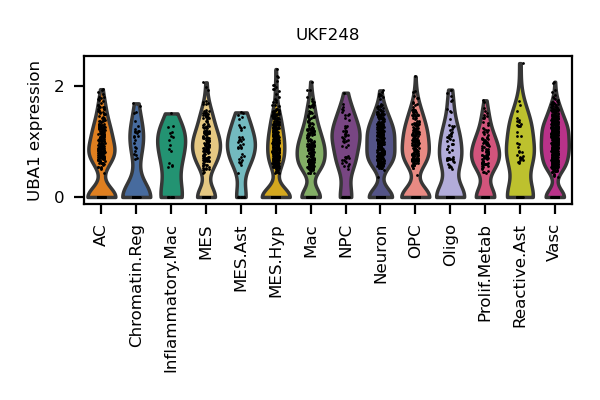 UKF248
UBA1 expression
2
0
AC
Chromatin.Reg
Inflammatory.Mac
MES
MES.Ast
MES.Hyp
Mac
NPC
Neuron
OPC
Oligo
Prolif.Metab
Reactive.Ast
Vasc